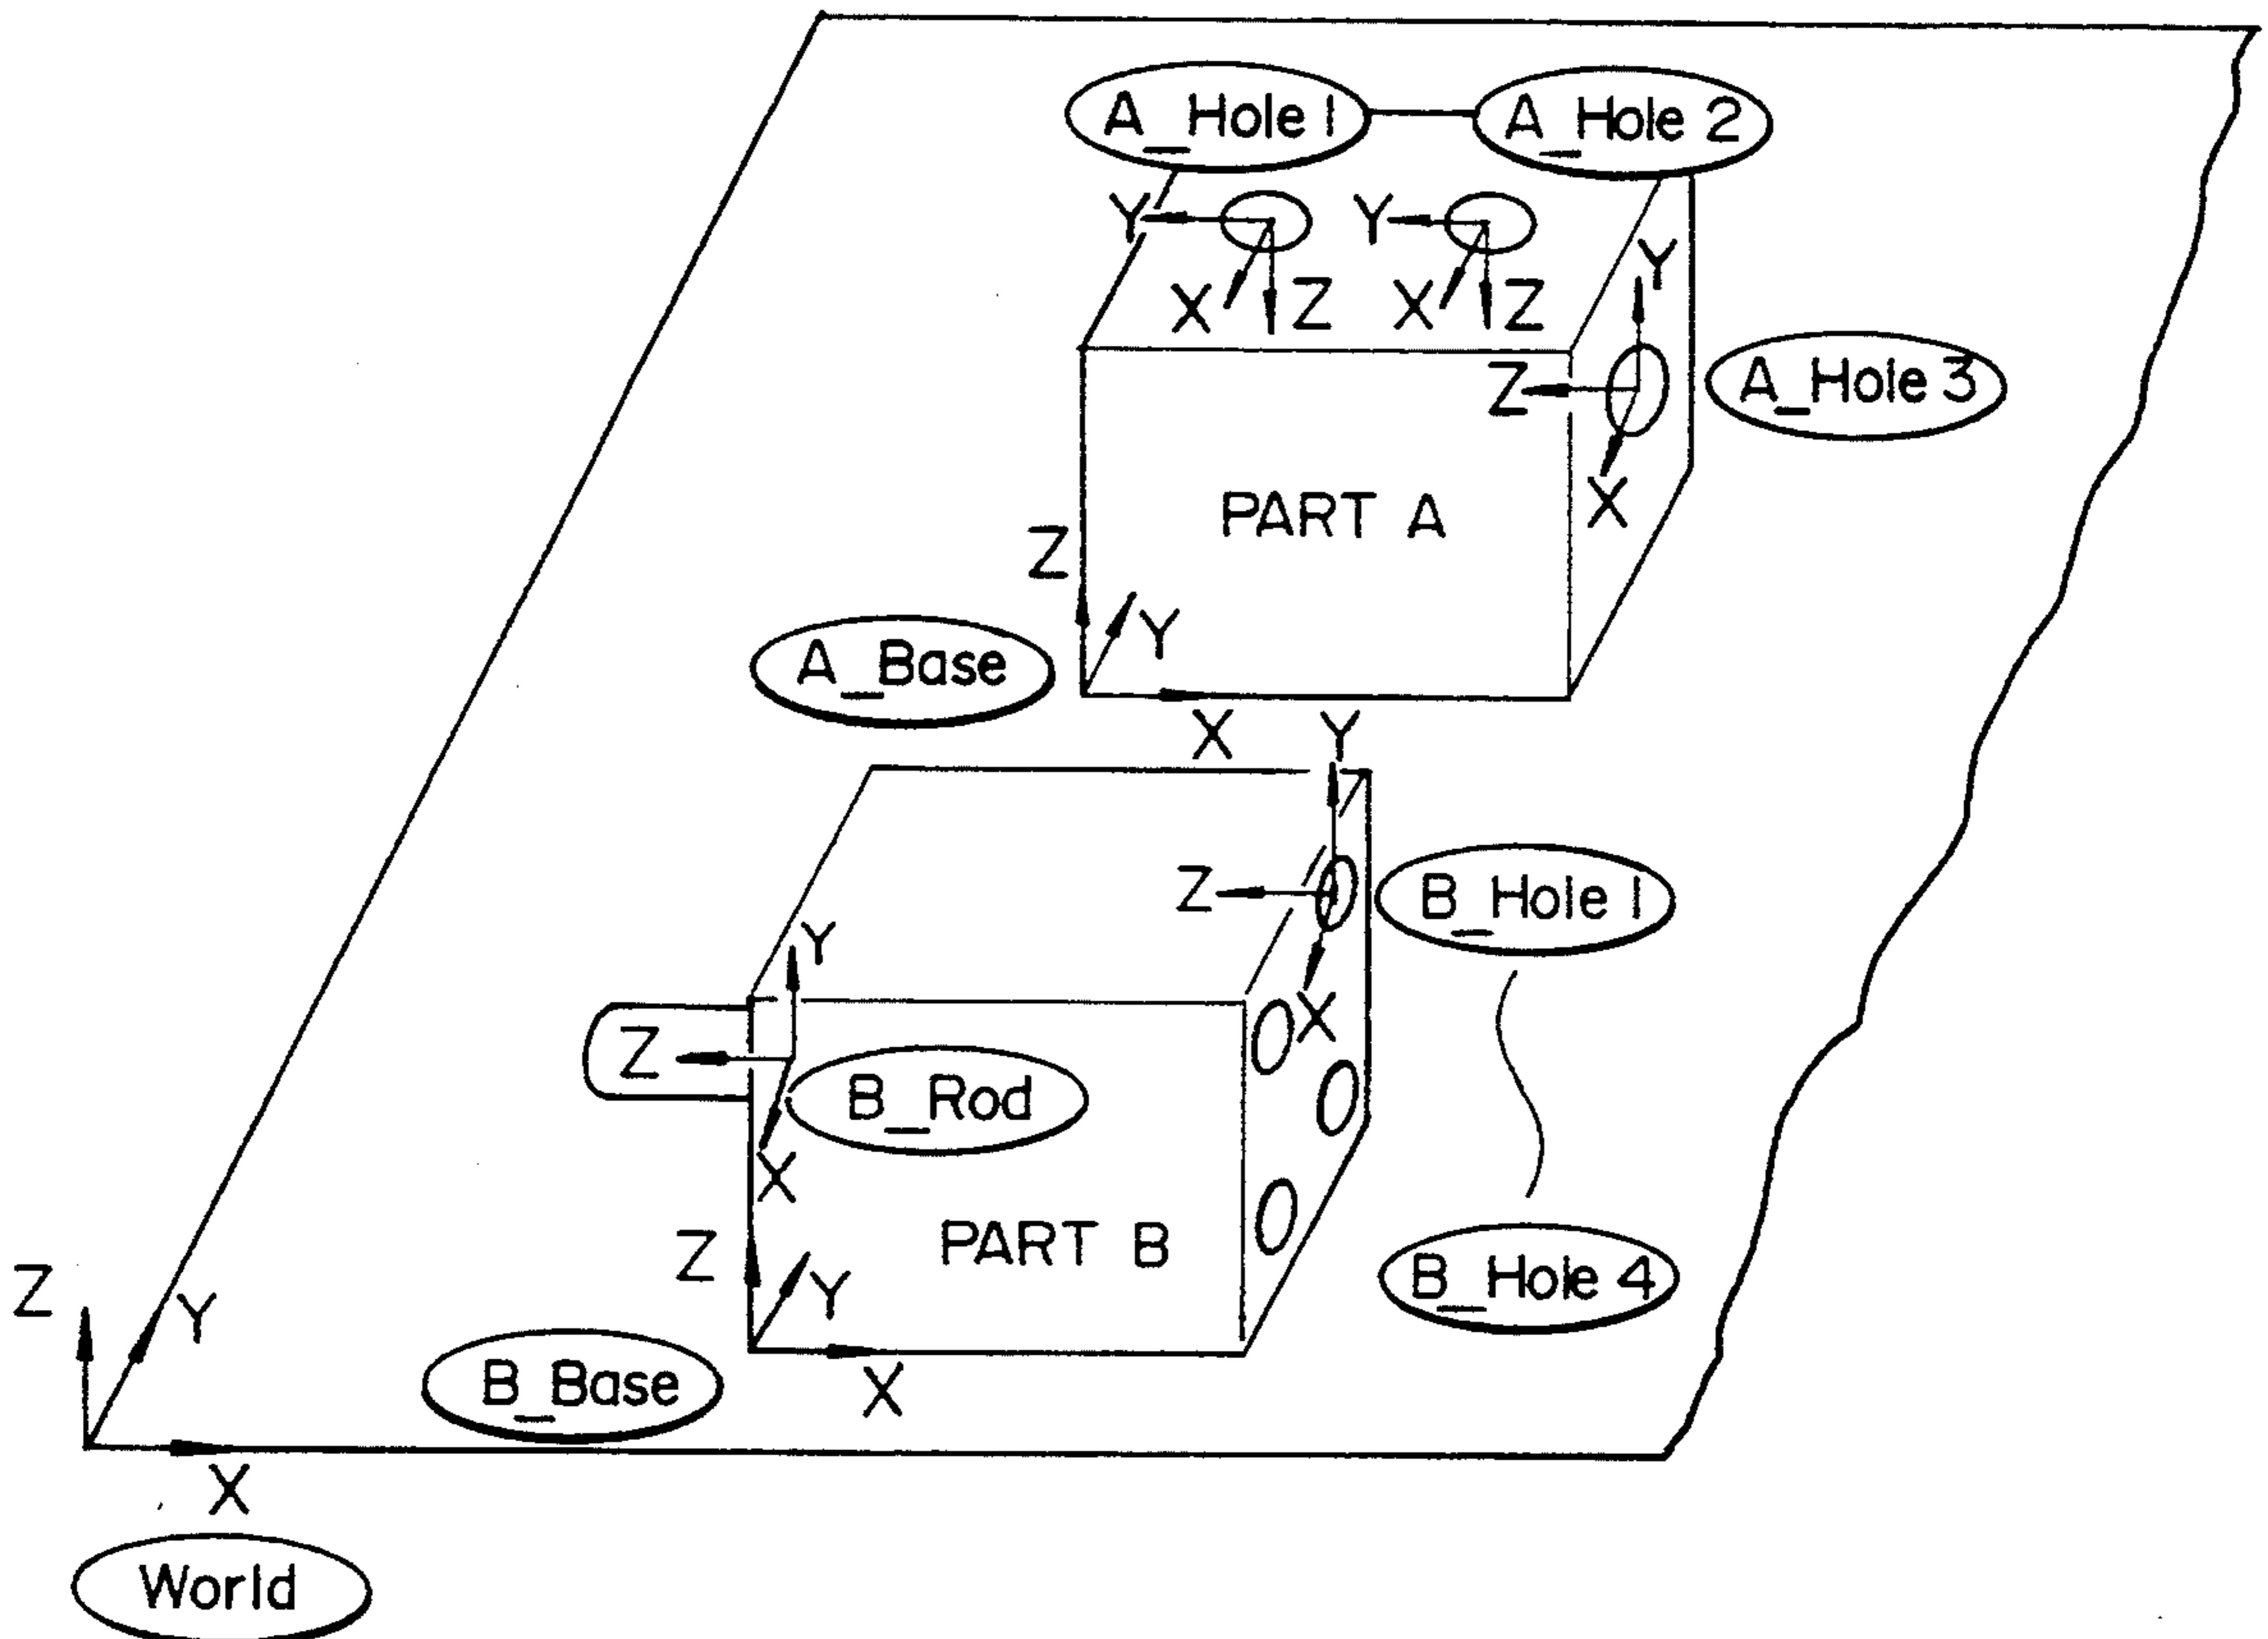 A_Hole 1 A_Hole 2
Y Y
Y
X Z X Z
Z A_Hole 3
X
PART A
Z
Y
A_Base
X Y
Z B_Hole 1
Y
X
Z
B_Rod
X
PART B
Z
Y
B_Hole 4
Z
Y
B_Base
X
X
World